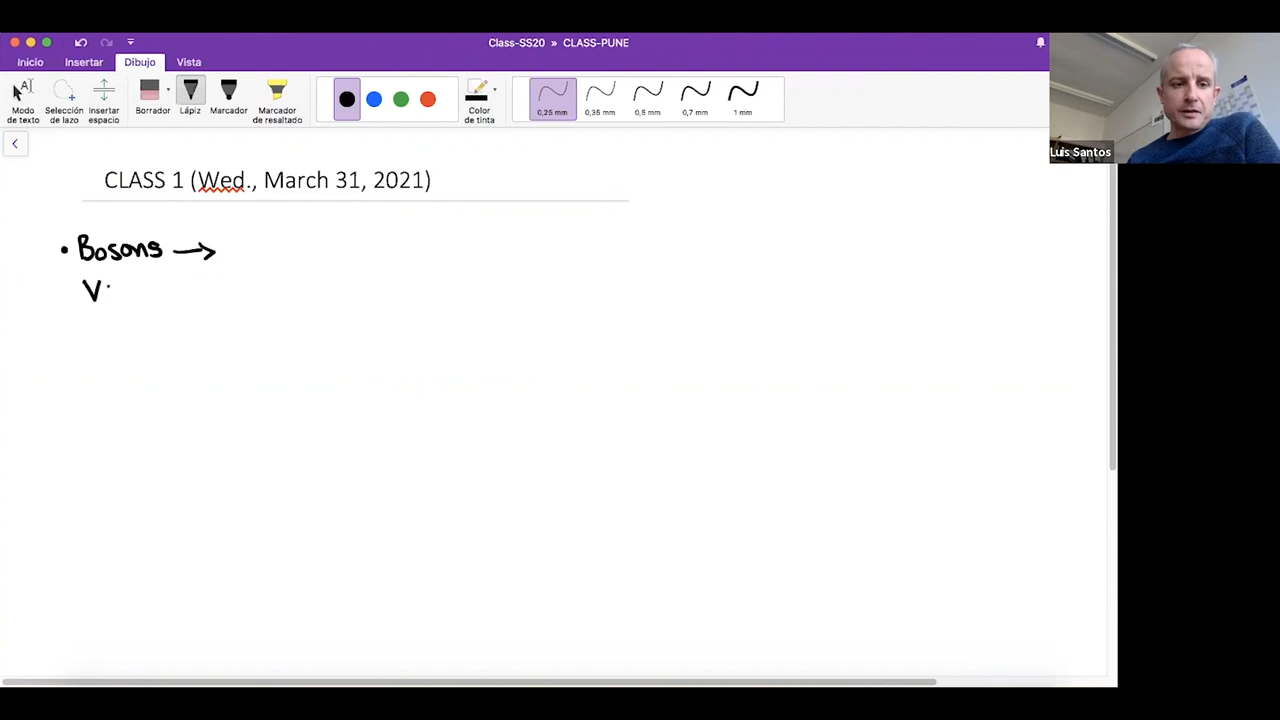 Class-SS20 » CLASS-PUNE
Inicio Insertar Dibujo Vista
Modo de texto
Selección de lazo
Insertar espacio
Borrador
Lápiz
Marcador
Marcador de resaltado
Color de tinta
0,25 mm 0,35 mm 0,5 mm 0,7 mm 1 mm
Luis Santos
CLASS 1 (Wed., March 31, 2021)
• Bosons →
V